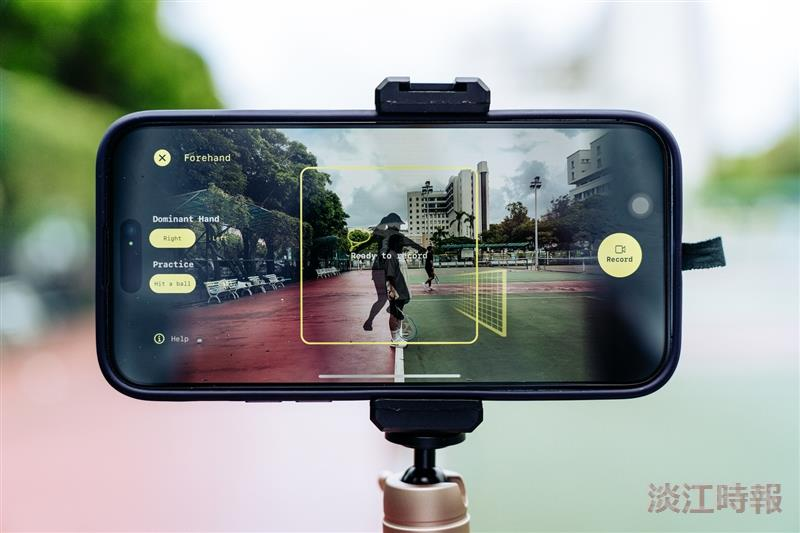 Forehand
Dominant Hand
Right
Left
Practice
Hit a ball
Help
Ready to record
Record
淡江時報